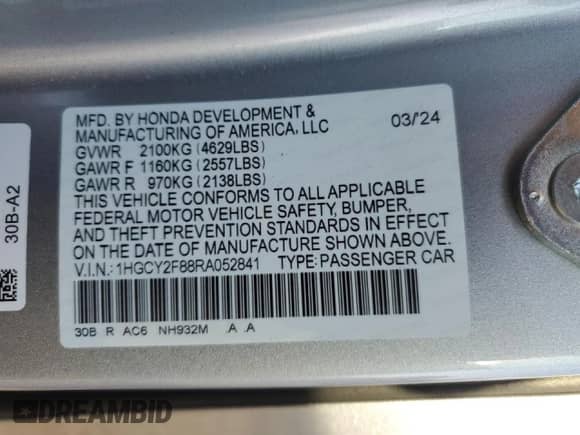 MFD. BY HONDA DEVELOPMENT &
MANUFACTURING OF AMERICA, LLC 03/24
GVWR 2100KG (4629LBS)
GAWR F 1160KG (2557LBS)
GAWR R 970KG (2138LBS)
THIS VEHICLE CONFORMS TO ALL APPLICABLE
FEDERAL MOTOR VEHICLE SAFETY, BUMPER,
AND THEFT PREVENTION STANDARDS IN EFFECT
ON THE DATE OF MANUFACTURE SHOWN ABOVE.
V.I.N.:1HGCY2F88RA052841 TYPE:PASSENGER CAR
30B R AC6 NH932M .A .A
30B-A2
DREAMBID